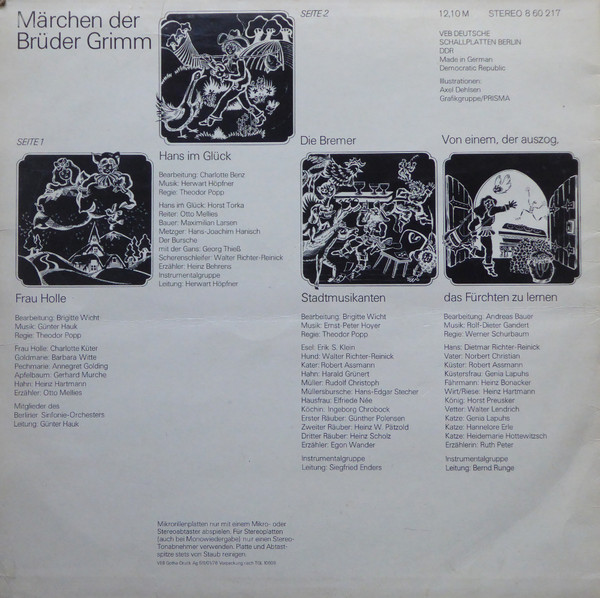 Märchen der
Brüder Grimm
SEITE 1
Frau Holle
Bearbeitung: Brigitte Wicht
Musik: Günter Hauk
Regie: Theodor Popp
Frau Holle: Charlotte Küter
Goldmarie: Barbara Witte
Pechmarie: Annegret Golding
Apfelbaum: Gerhard Murche
Hahn: Heinz Hartmann
Erzähler: Otto Mellies
Mitglieder des
Berliner Sinfonie-Orchesters
Leitung: Günter Hauk
Hans im Glück
Bearbeitung: Charlotte Benz
Musik: Herwart Höpfner
Regie: Theodor Popp
Hans im Glück: Horst Torka
Reiter: Otto Mellies
Bauer: Maximilian Larsen
Metzger: Hans-Joachim Hanisch
Der Bursche
mit der Gans: Georg Thieß
Scherenschleifer: Walter Richter-Reinick
Erzähler: Heinz Behrens
Instrumentalgruppe
Leitung: Herwart Höpfner
SEITE 2
Die Bremer
Stadtmusikanten
Bearbeitung: Brigitte Wicht
Musik: Ernst Peter Hoyer
Regie: Theodor Popp
Esel: Erik S. Klein
Hund: Walter Richter-Reinick
Kater: Robert Assmann
Hahn: Harald Grünert
Müller: Rudolf Christoph
Müllersbursche: Hans-Edgar Stecher
Hausfrau: Elfriede Née
Köchin: Ingeborg Chrobock
Erster Räuber: Günther Polensen
Zweiter Räuber: Heinz W. Pätzold
Dritter Räuber: Heinz Scholz
Erzähler: Egon Wander
Instrumentalgruppe
Leitung: Siegfried Enders
12,10 M STEREO 8 60 217
VEB DEUTSCHE
SCHALLPLATTEN BERLIN
DDR
Made in German
Democratic Republic
Illustrationen:
Axel Dehlsen
Grafikgruppe/PRISMA
Von einem, der auszog,
das Fürchten zu lernen
Bearbeitung: Andreas Bauer
Musik: Rolf-Dieter Gandert
Regie: Werner Schurbaum
Hans: Dietmar Richter-Reinick
Vater: Norbert Christian
Küster: Robert Assmann
Küstersfrau: Genia Lapuhs
Fährmann: Heinz Bonacker
Wirt/Riese: Heinz Hartmann
König: Horst Preusker
Vetter: Walter Lendrich
Katze: Genia Lapuhs
Katze: Hannelore Erle
Katze: Heidemarie Hottewitzsch
Erzählerin: Ruth Peter
Instrumentalgruppe
Leitung: Bernd Runge
Mikrorillenplatten nur mit einem Mikro- oder
Stereoabtaster abspielen. Für Stereoplatten
(auch bei Monowiedergabe) nur einen Stereo-
Tonabnehmer verwenden. Platte und Abtast-
spitze stets von Staub reinigen.
VEB Gotha-Druck Verpackung nach TGL 10609